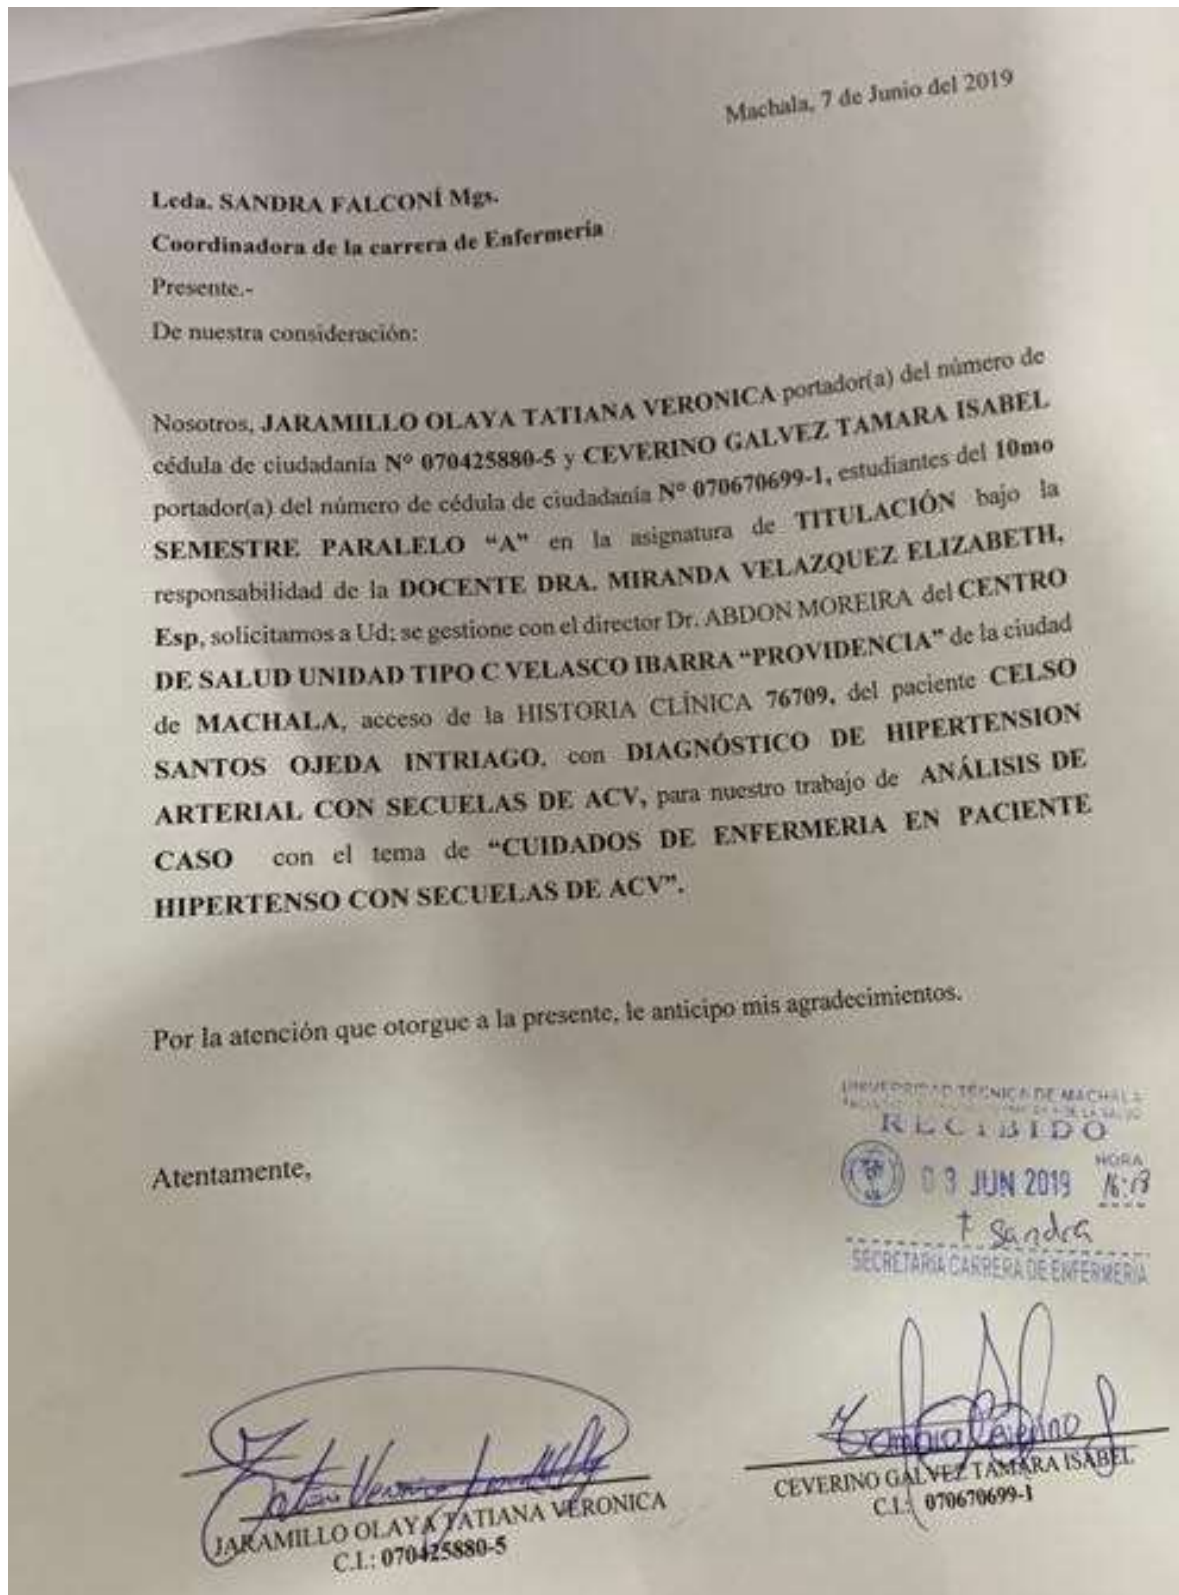 Machala, 7 de Junio del 2019
Lcda. SANDRA FALCONÍ Mgs.
Coordinadora de la carrera de Enfermería
Presente.-
De nuestra consideración:
Nosotros, JARAMILLO OLAYA TATIANA VERONICA portador(a) del número de
cédula de ciudadanía Nº 070425880-5 y CEVERINO GALVEZ TAMARA ISABEL
portador(a) del número de cédula de ciudadanía Nº 070670699-1, estudiantes del 10mo
SEMESTRE PARALELO “A” en la asignatura de TITULACIÓN bajo la
responsabilidad de la DOCENTE DRA. MIRANDA VELAZQUEZ ELIZABETH,
Esp, solicitamos a Ud; se gestione con el director Dr. ABDON MOREIRA del CENTRO
DE SALUD UNIDAD TIPO C VELASCO IBARRA “PROVIDENCIA” de la ciudad
de MACHALA, acceso de la HISTORIA CLÍNICA 76709, del paciente CELSO
SANTOS OJEDA INTRIAGO, con DIAGNÓSTICO DE HIPERTENSION
ARTERIAL CON SECUELAS DE ACV, para nuestro trabajo de ANÁLISIS DE
CASO con el tema de “CUIDADOS DE ENFERMERIA EN PACIENTE
HIPERTENSO CON SECUELAS DE ACV”.
Por la atención que otorgue a la presente, le anticipo mis agradecimientos.
Atentamente,
UNIVERSIDAD TÉCNICA DE MACHALA
RECIBIDO
03 JUN 2019 HORA
Sandra
SECRETARIA CARRERA DE ENFERMERÍA
JARAMILLO OLAYA TATIANA VERONICA
C.I.: 070425880-5
CEVERINO GALVEZ TAMARA ISABEL
C.I.: 070670699-1